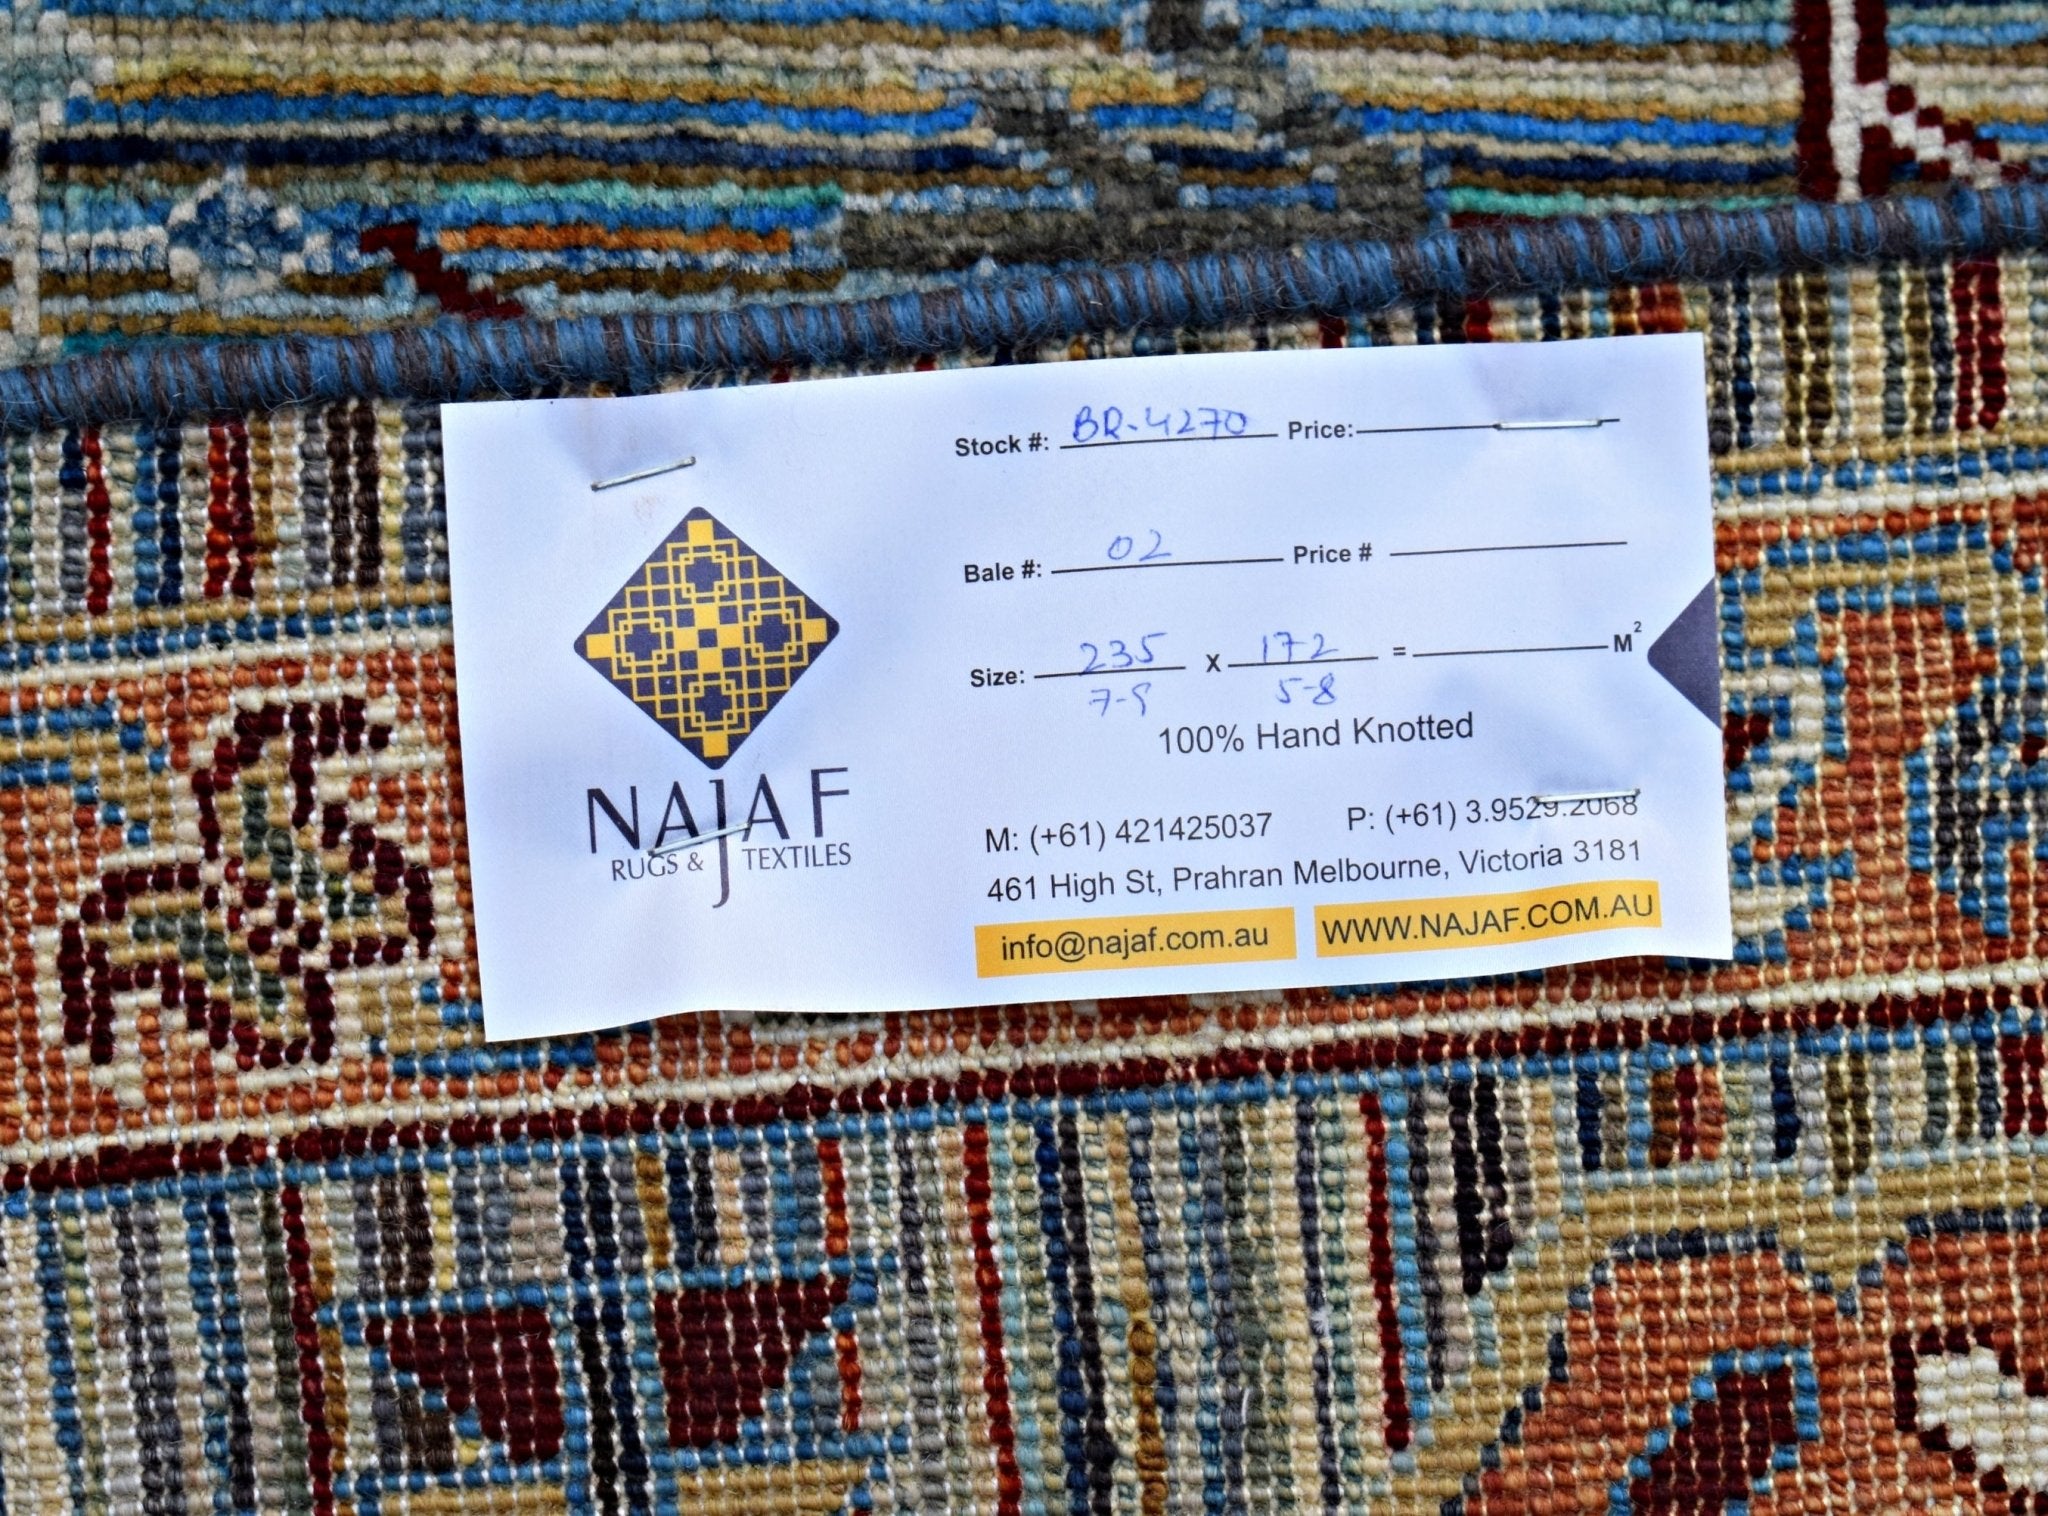 Stock #: BR-4270 Price:
Bale #: 02 Price #
Size: 235 X 172 = M²
7-9 5-8
100% Hand Knotted
NAJAF
RUGS & TEXTILES
M: (+61) 421425037 P: (+61) 3.9529.2068
461 High St, Prahran Melbourne, Victoria 3181
info@najaf.com.au WWW.NAJAF.COM.AU